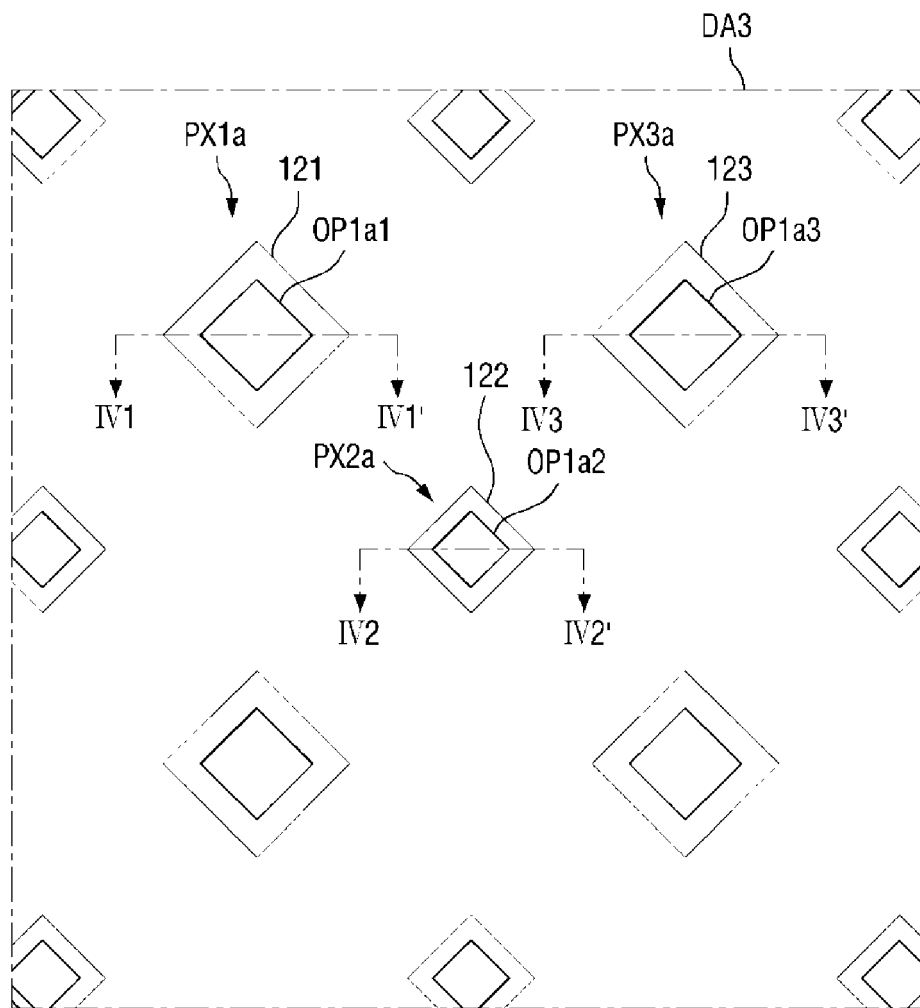 DA3
PX1a
PX3a
121
123
OP1a1
OP1a3
IV1
IV1'
IV3
IV3'
122
PX2a
OP1a2
IV2
IV2'